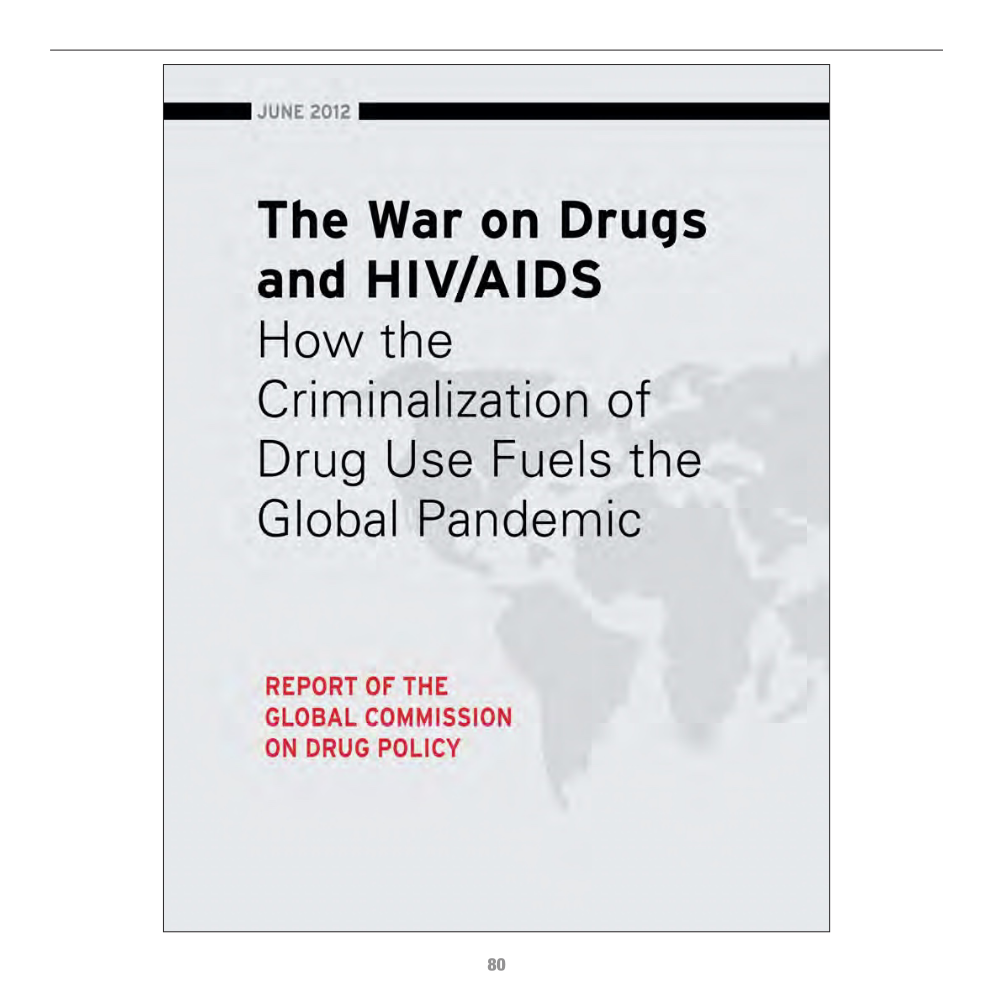 JUNE 2012
The War on Drugs
and HIV/AIDS
How the
Criminalization of
Drug Use Fuels the
Global Pandemic
REPORT OF THE
GLOBAL COMMISSION
ON DRUG POLICY
80